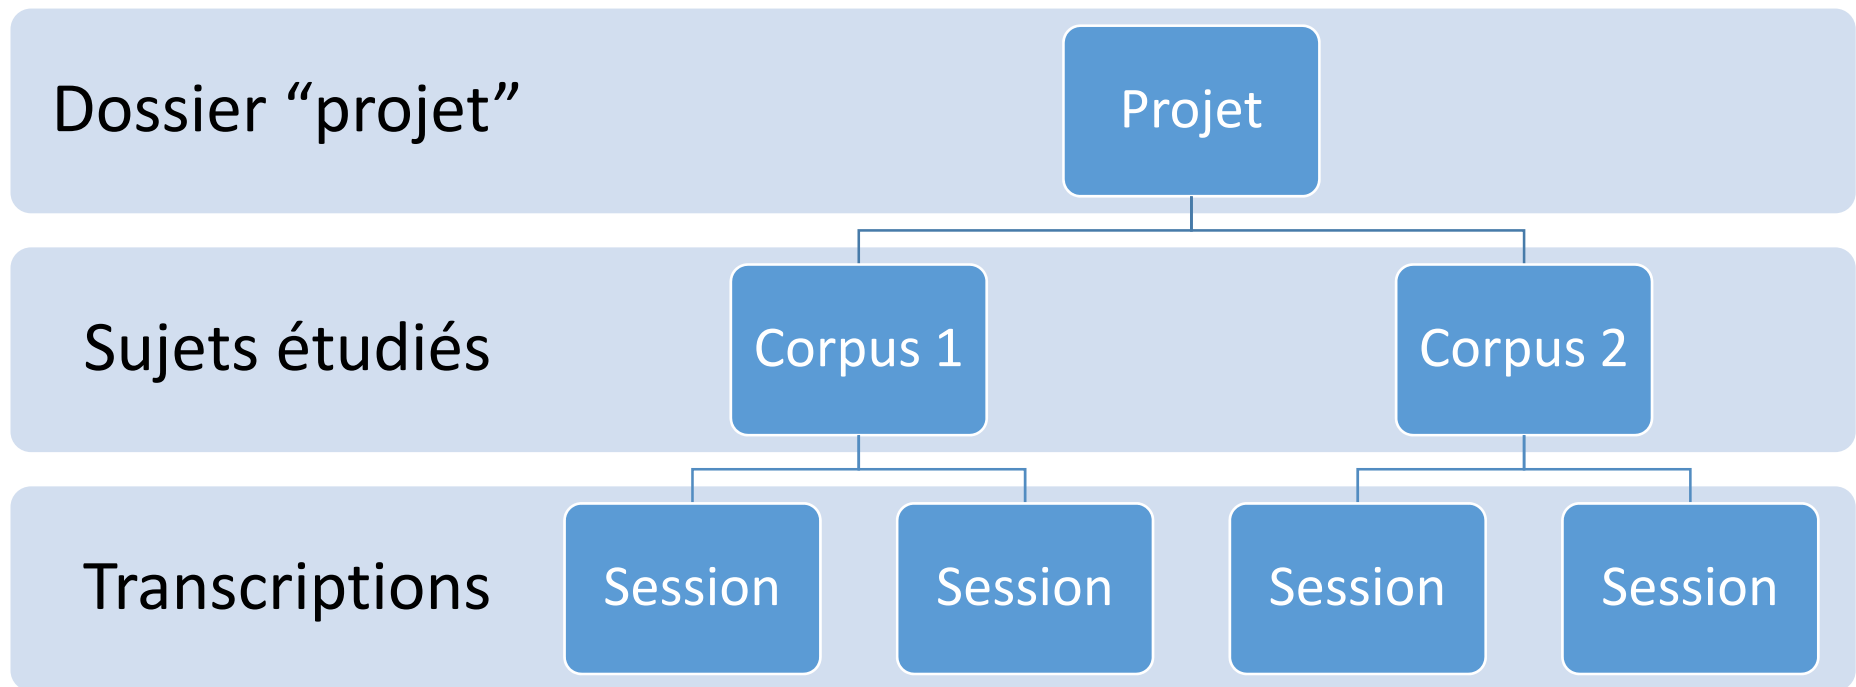 Dossier “projet”
Projet
Sujets étudiés
Corpus 1
Corpus 2
Transcriptions
Session
Session
Session
Session